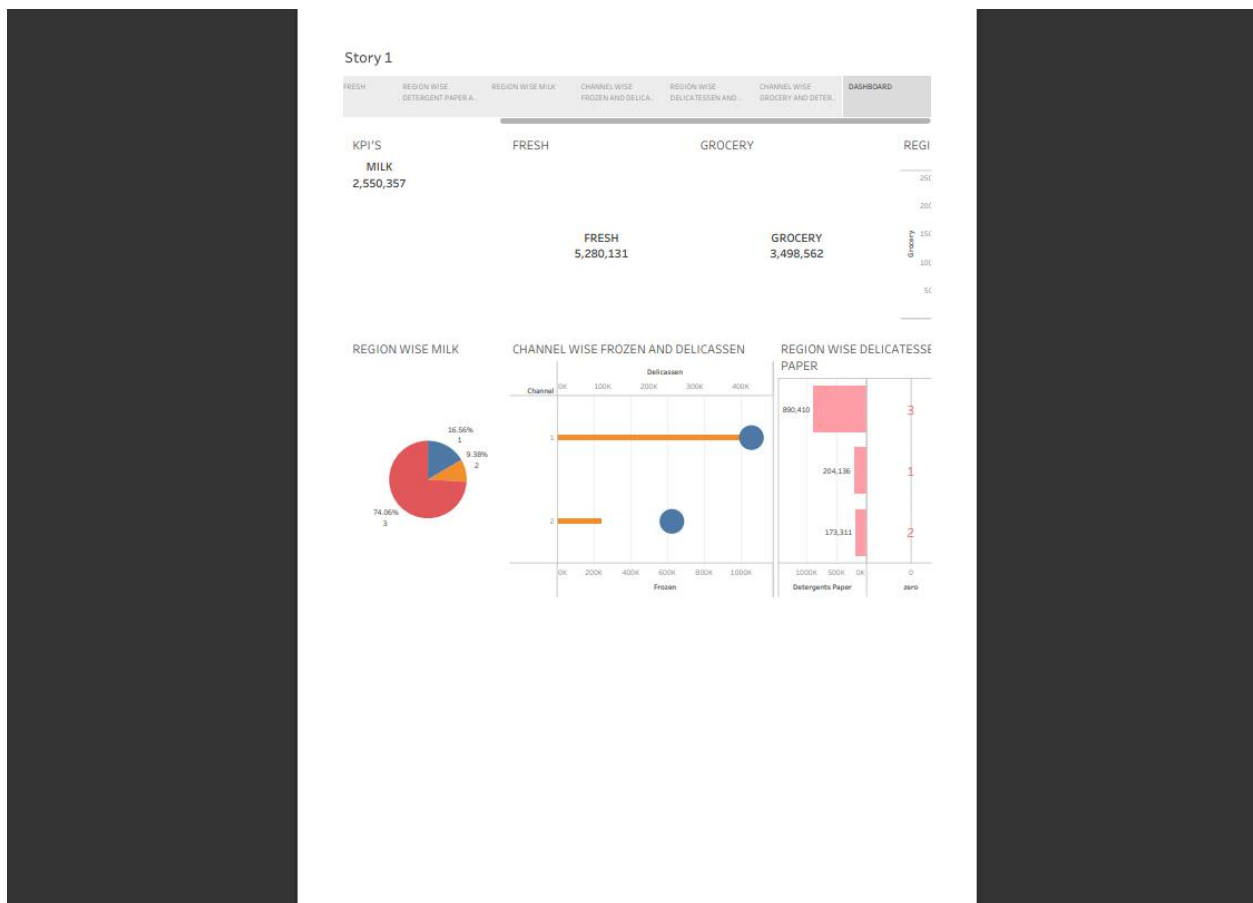 Story 1
FRESH
REGION WISE
DETERGENT PAPER A..
REGION WISE MILK
CHANNEL WISE
FROZEN AND DELICA..
REGION WISE
DELICATESSEN AND ..
CHANNEL WISE
GROCERY AND DETER..
DASHBOARD
KPI'S
MILK
2,550,357
FRESH
FRESH
5,280,131
GROCERY
GROCERY
3,498,562
REGI
Grocery
REGION WISE MILK
16.56%
1
9.38%
2
74.06%
3
CHANNEL WISE FROZEN AND DELICASSEN
Delicassen
Channel
0K 100K 200K 300K 400K
1
2
0K 200K 400K 600K 800K 1000K
Frozen
REGION WISE DELICATESSE
PAPER
890,410
3
204,136
1
173,311
2
1000K 500K 0K 0
Detergents Paper zero